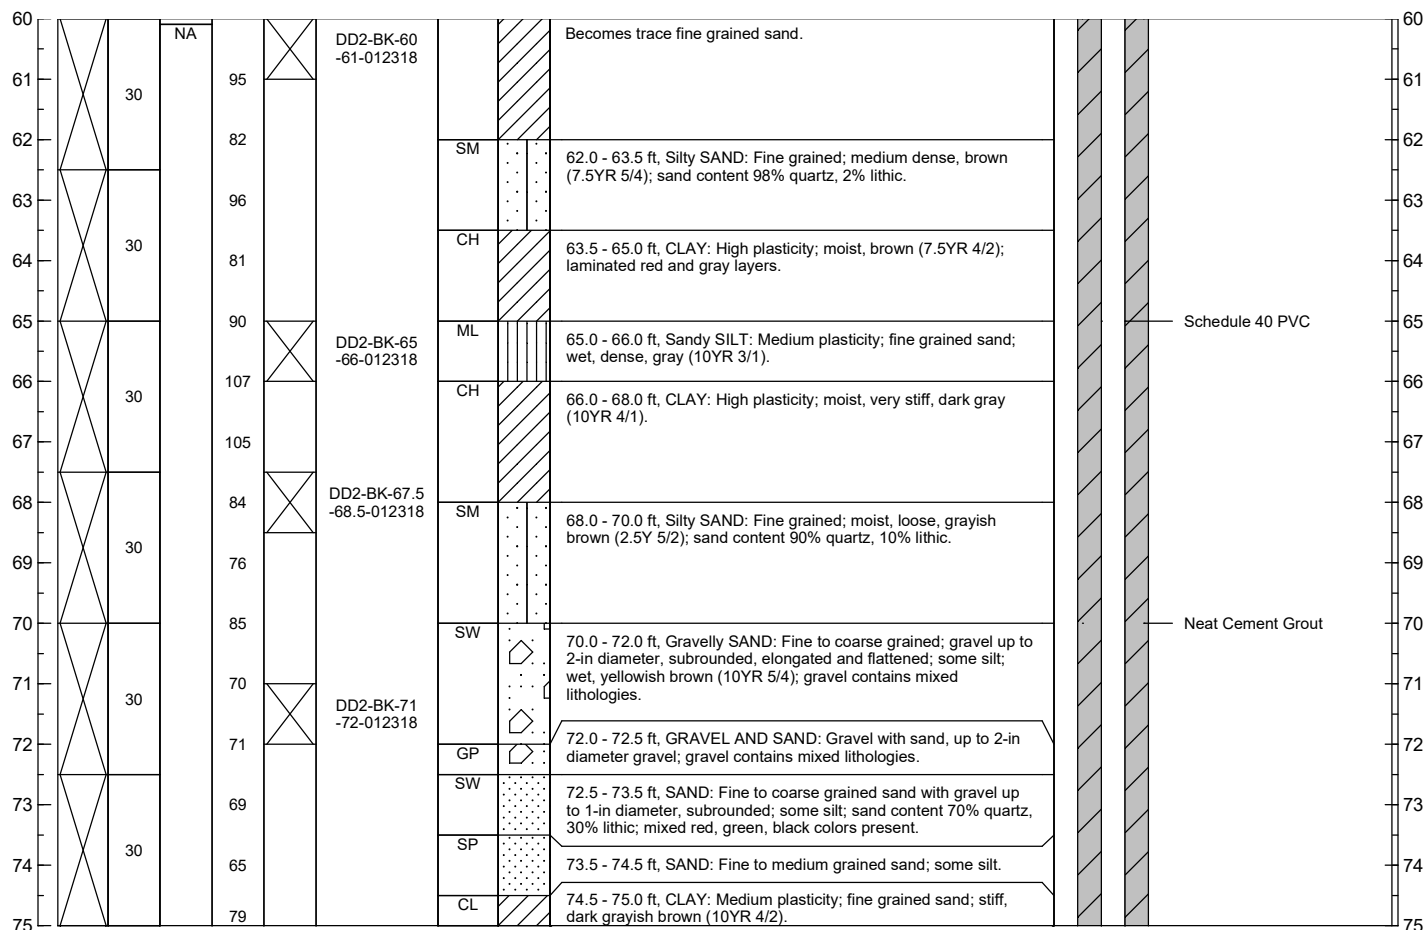 60
NA
DD2-BK-60
-61-012318
Becomes trace fine grained sand.
60
61
30
95
61
62
82
SM
62.0 - 63.5 ft, Silty SAND: Fine grained; medium dense, brown
(7.5YR 5/4); sand content 98% quartz, 2% lithic.
62
63
96
63
30
CH
63.5 - 65.0 ft, CLAY: High plasticity; moist, brown (7.5YR 4/2);
laminated red and gray layers.
64
81
64
65
90
ML
65.0 - 66.0 ft, Sandy SILT: Medium plasticity; fine grained sand;
wet, dense, gray (10YR 3/1).
Schedule 40 PVC
65
DD2-BK-65
-66-012318
66
30
107
CH
66.0 - 68.0 ft, CLAY: High plasticity; moist, very stiff, dark gray
(10YR 4/1).
66
67
105
67
68
84
DD2-BK-67.5
-68.5-012318
SM
68.0 - 70.0 ft, Silty SAND: Fine grained; moist, loose, grayish
brown (2.5Y 5/2); sand content 90% quartz, 10% lithic.
68
30
69
76
69
70
85
SW
70.0 - 72.0 ft, Gravelly SAND: Fine to coarse grained; gravel up to
2-in diameter, subrounded, elongated and flattened; some silt;
wet, yellowish brown (10YR 5/4); gravel contains mixed
lithologies.
Neat Cement Grout
70
71
30
70
DD2-BK-71
-72-012318
71
72
71
GP
72.0 - 72.5 ft, GRAVEL AND SAND: Gravel with sand, up to 2-in
diameter gravel; gravel contains mixed lithologies.
72
73
69
SW
72.5 - 73.5 ft, SAND: Fine to coarse grained sand with gravel up
to 1-in diameter, subrounded; some silt; sand content 70% quartz,
30% lithic; mixed red, green, black colors present.
73
30
SP
73.5 - 74.5 ft, SAND: Fine to medium grained sand; some silt.
74
65
74
CL
74.5 - 75.0 ft, CLAY: Medium plasticity; fine grained sand; stiff,
dark grayish brown (10YR 4/2).
75
79
75